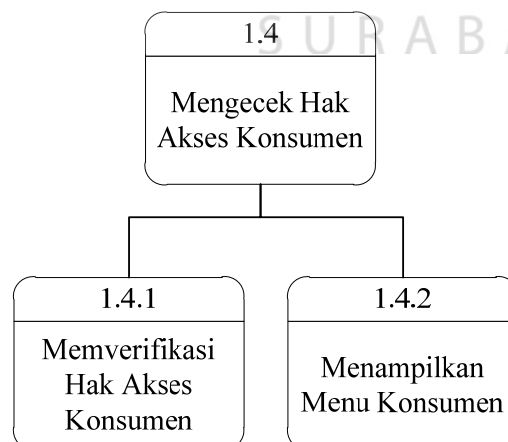 SURABA
1.4
Mengecek Hak
Akses Konsumen
1.4.1
Memverifikasi
Hak Akses
Konsumen
1.4.2
Menampilkan
Menu Konsumen